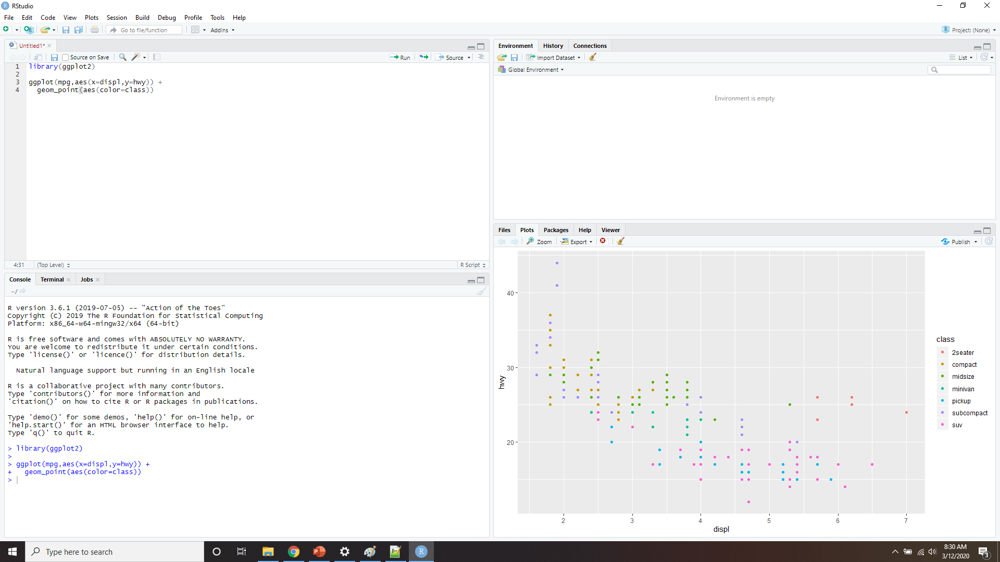 RStudio
File Edit Code View Plots Session Build Debug Profile Tools Help
Go to file/function Addins Project: (None)
Untitled1*
Source on Save Run Source
1 library(ggplot2)
2
3 ggplot(mpg,aes(x=displ,y=hwy)) +
4 geom_point(aes(color=class))
4:31 (Top Level) R Script
Console Terminal Jobs
~/
R version 3.6.1 (2019-07-05) -- "Action of the Toes"
Copyright (C) 2019 The R Foundation for Statistical Computing
Platform: x86_64-w64-mingw32/x64 (64-bit)
R is free software and comes with ABSOLUTELY NO WARRANTY.
You are welcome to redistribute it under certain conditions.
Type 'license()' or 'licence()' for distribution details.
Natural language support but running in an English locale
R is a collaborative project with many contributors.
Type 'contributors()' for more information and
'citation()' on how to cite R or R packages in publications.
Type 'demo()' for some demos, 'help()' for on-line help, or
'help.start()' for an HTML browser interface to help.
Type 'q()' to quit R.
> library(ggplot2)
>
> ggplot(mpg,aes(x=displ,y=hwy)) +
+ geom_point(aes(color=class))
>
Environment History Connections
Import Dataset List
Global Environment
Environment is empty
Files Plots Packages Help Viewer
Zoom Export Publish
40
30
20
hwy
2 3 4 5 6 7
displ
class
2seater
compact
midsize
minivan
pickup
subcompact
suv
Type here to search
8:30 AM
3/12/2020
3